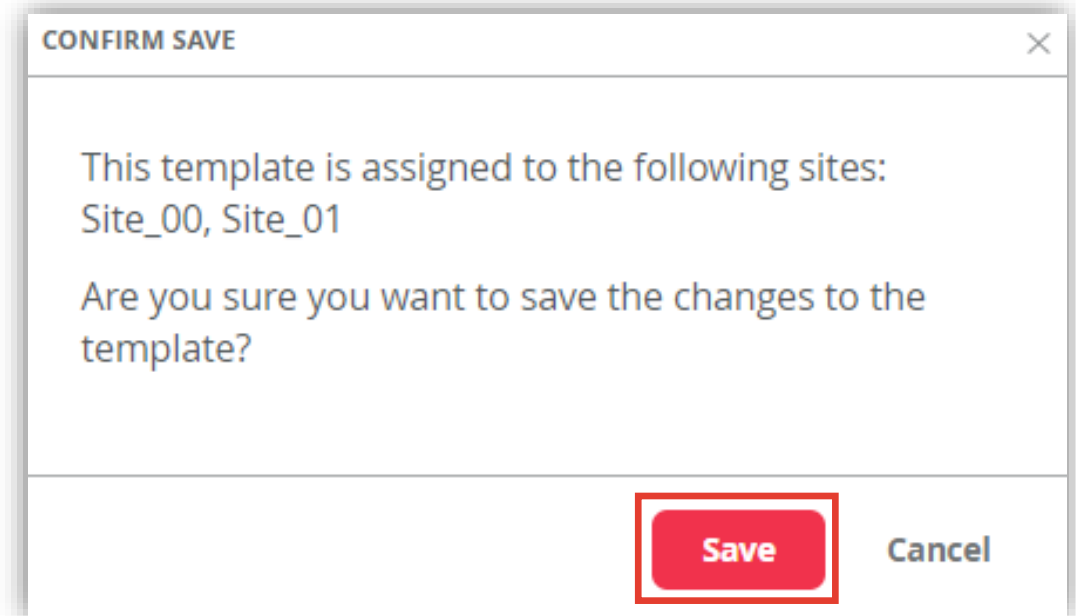 CONFIRM SAVE
This template is assigned to the following sites:
Site_00, Site_01
Are you sure you want to save the changes to the
template?
Save
Cancel